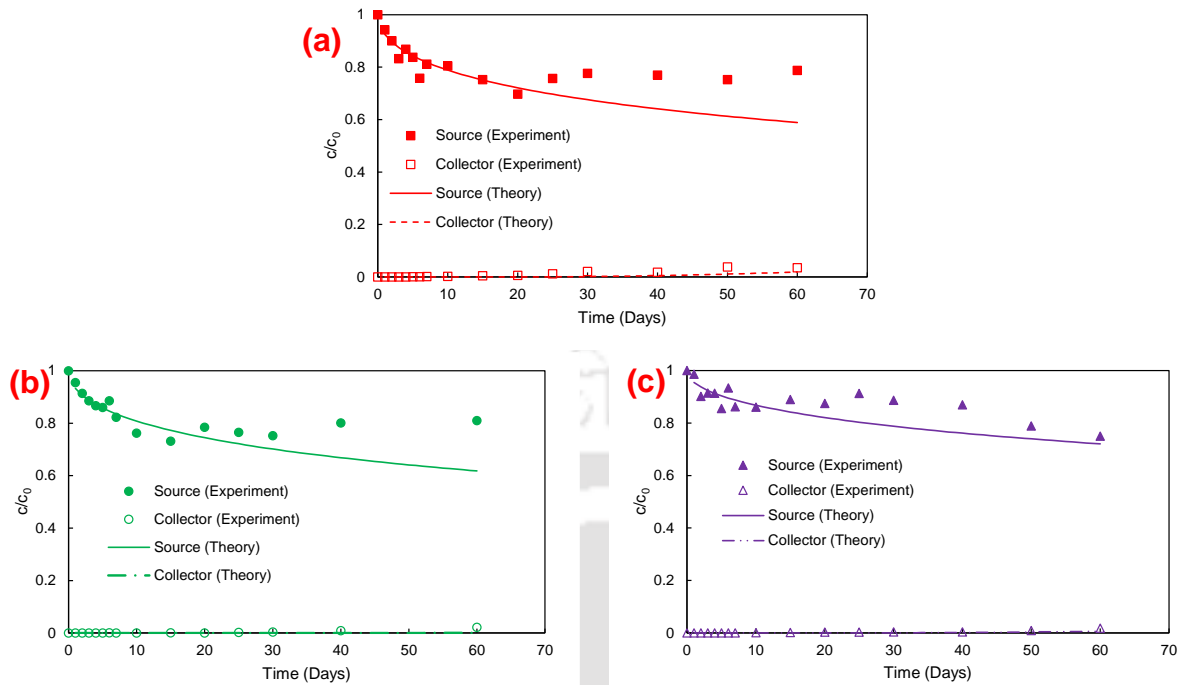 (a)
1
0.8
0.6
0.4
0.2
0
c/c0
Source (Experiment)
Collector (Experiment)
Source (Theory)
Collector (Theory)
0 10 20 30 40 50 60 70
Time (Days)
(b)
1
0.8
0.6
0.4
0.2
0
c/c0
Source (Experiment)
Collector (Experiment)
Source (Theory)
Collector (Theory)
0 10 20 30 40 50 60 70
Time (Days)
(c)
1
0.8
0.6
0.4
0.2
0
c/c0
Source (Experiment)
Collector (Experiment)
Source (Theory)
Collector (Theory)
0 10 20 30 40 50 60 70
Time (Days)